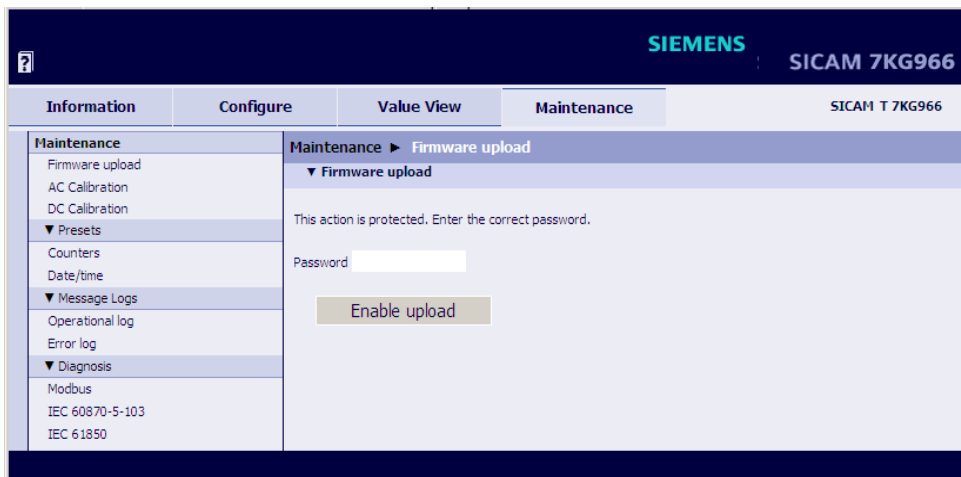 SIEMENS
?
SICAM 7KG966
Information Configure Value View Maintenance SICAM T 7KG966
Maintenance
Firmware upload
AC Calibration
DC Calibration
▼ Presets
Counters
Date/time
▼ Message Logs
Operational log
Error log
▼ Diagnosis
Modbus
IEC 60870-5-103
IEC 61850
Maintenance ► Firmware upload
▼ Firmware upload
This action is protected. Enter the correct password.
Password
Enable upload